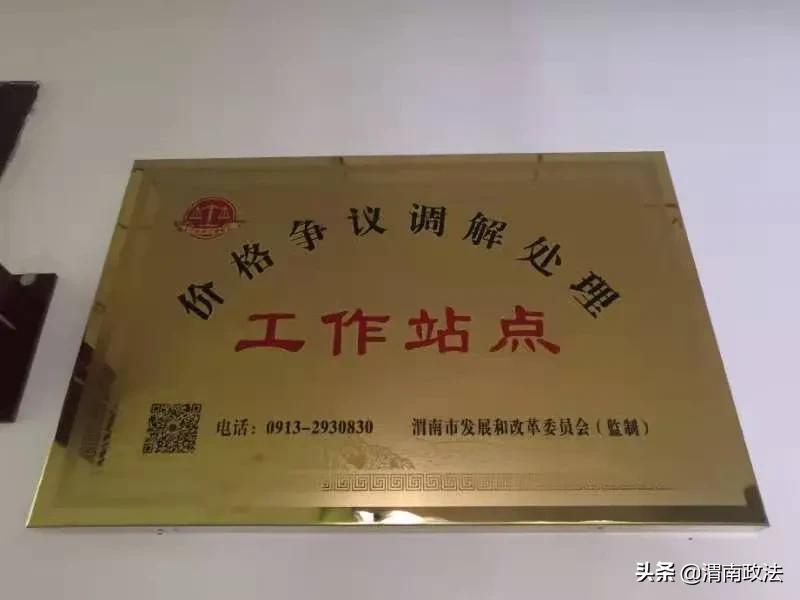 价格争议调解处理
工作站点
电话：0913-2930830 渭南市发展和改革委员会（监制）
头条 @渭南政法